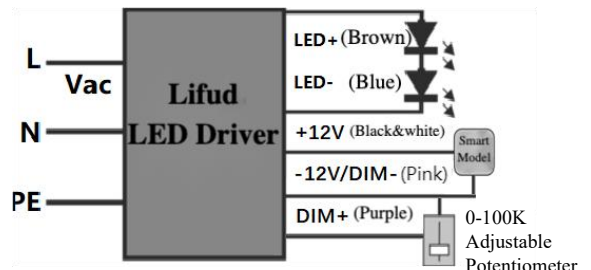 L
Vac
N
PE
Lifud
LED Driver
LED+ (Brown)
LED- (Blue)
+12V (Black&white)
-12V/DIM- (Pink)
DIM+ (Purple)
Smart
Model
0-100K
Adjustable
Potentiometer